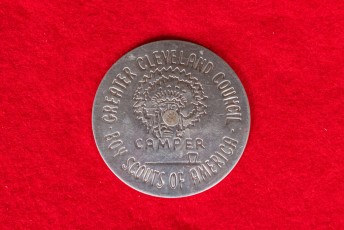 GREATER CLEVELAND COUNCIL
CAMPER
BOY SCOUTS OF AMERICA